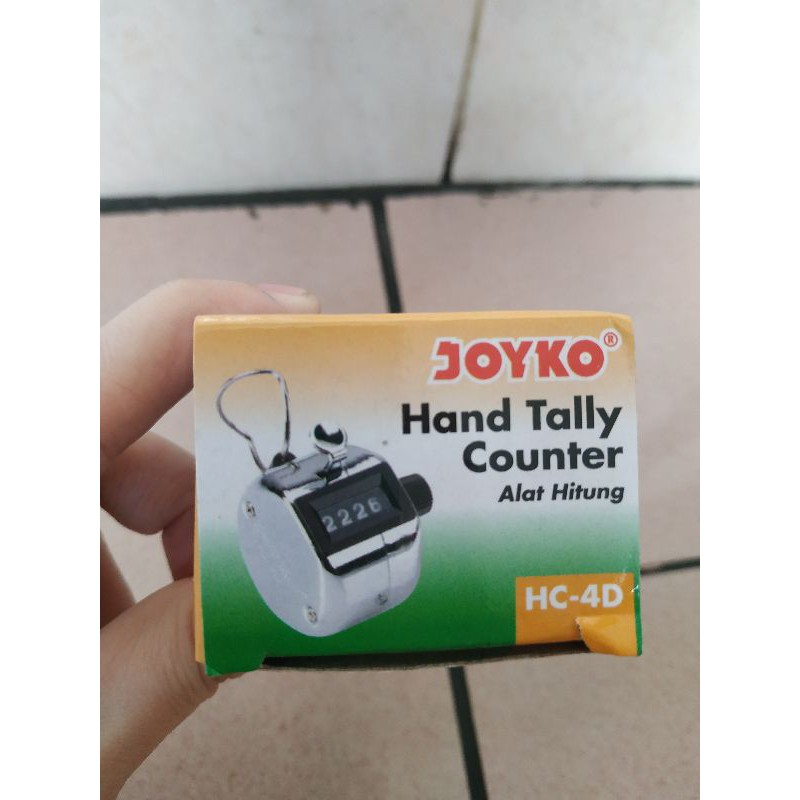 JOYKO®
Hand Tally
Counter
Alat Hitung
2226
HC-4D